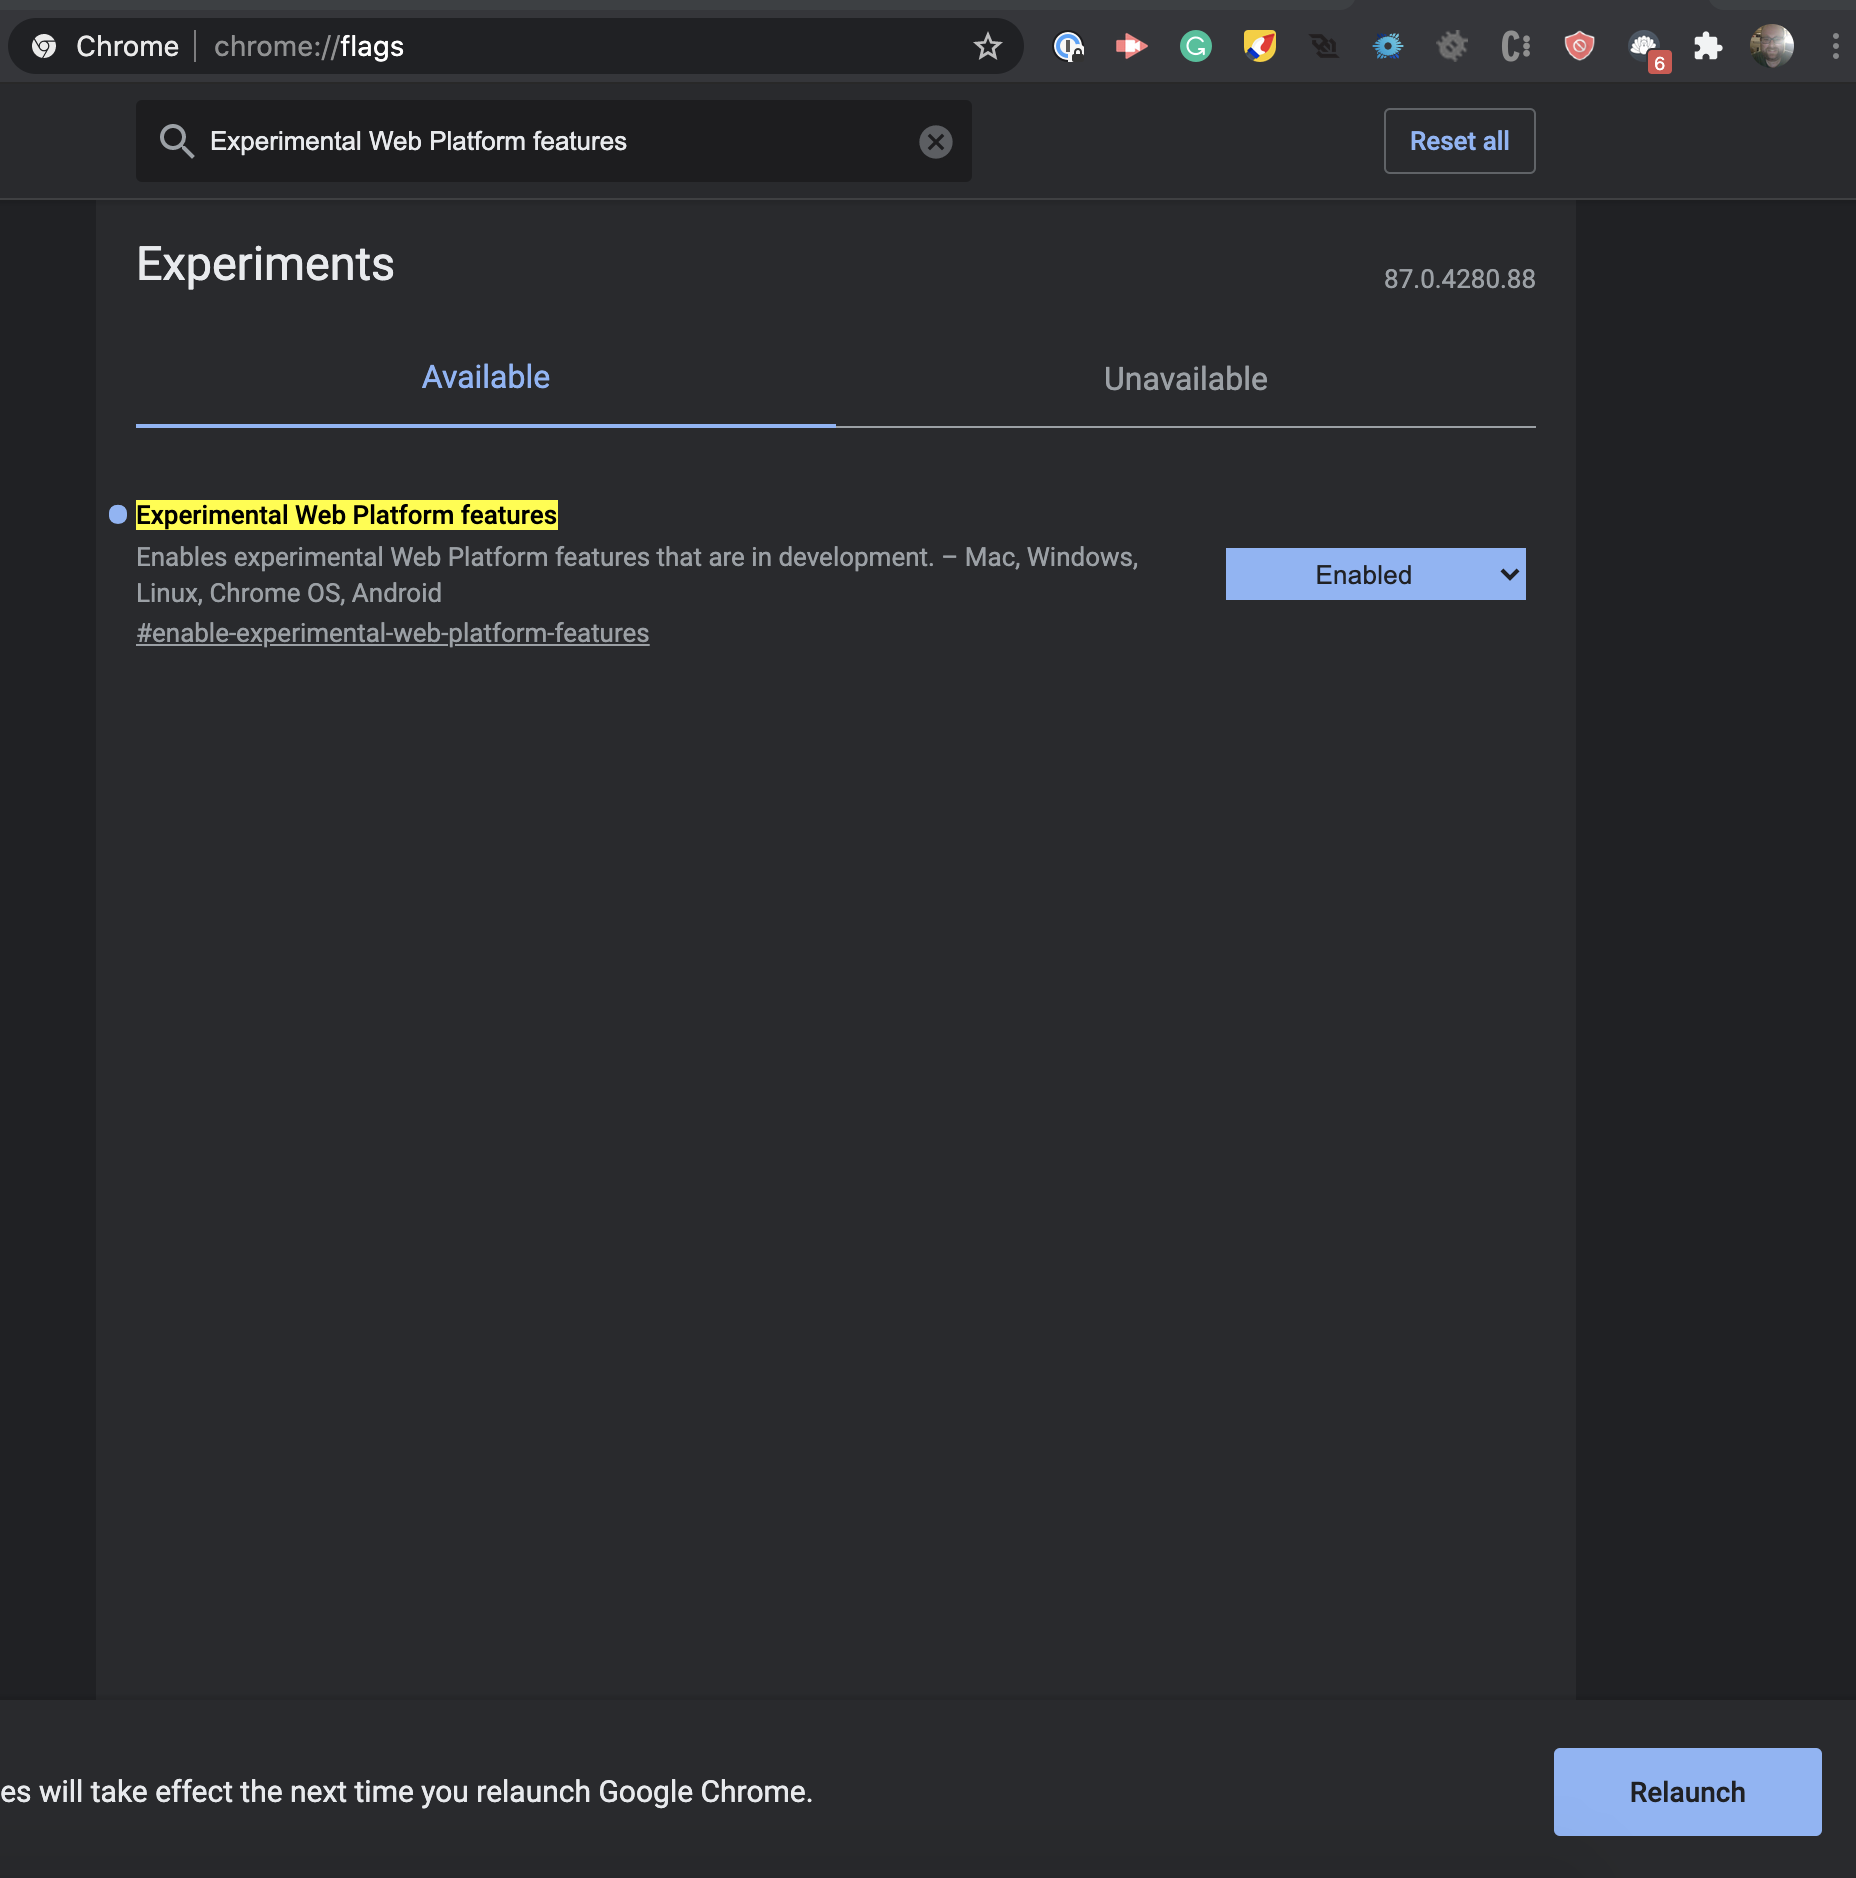 Chrome | chrome://flags
6
Experimental Web Platform features
Reset all
Experiments
87.0.4280.88
Available
Unavailable
Experimental Web Platform features
Enables experimental Web Platform features that are in development. – Mac, Windows,
Linux, Chrome OS, Android
#enable-experimental-web-platform-features
Enabled
es will take effect the next time you relaunch Google Chrome.
Relaunch